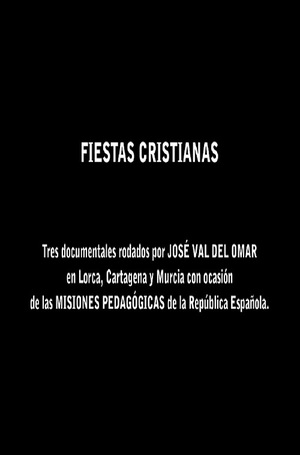 FIESTAS CRISTIANAS
Tres documentales rodados por JOSÉ VAL DEL OMAR
en Lorca, Cartagena y Murcia con ocasión
de las MISIONES PEDAGÓGICAS de la República Española.